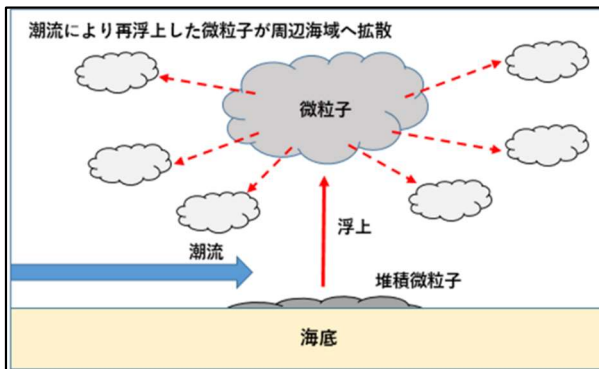 潮流により再浮上した微粒子が周辺海域へ拡散
微粒子
浮上
潮流
堆積微粒子
海底